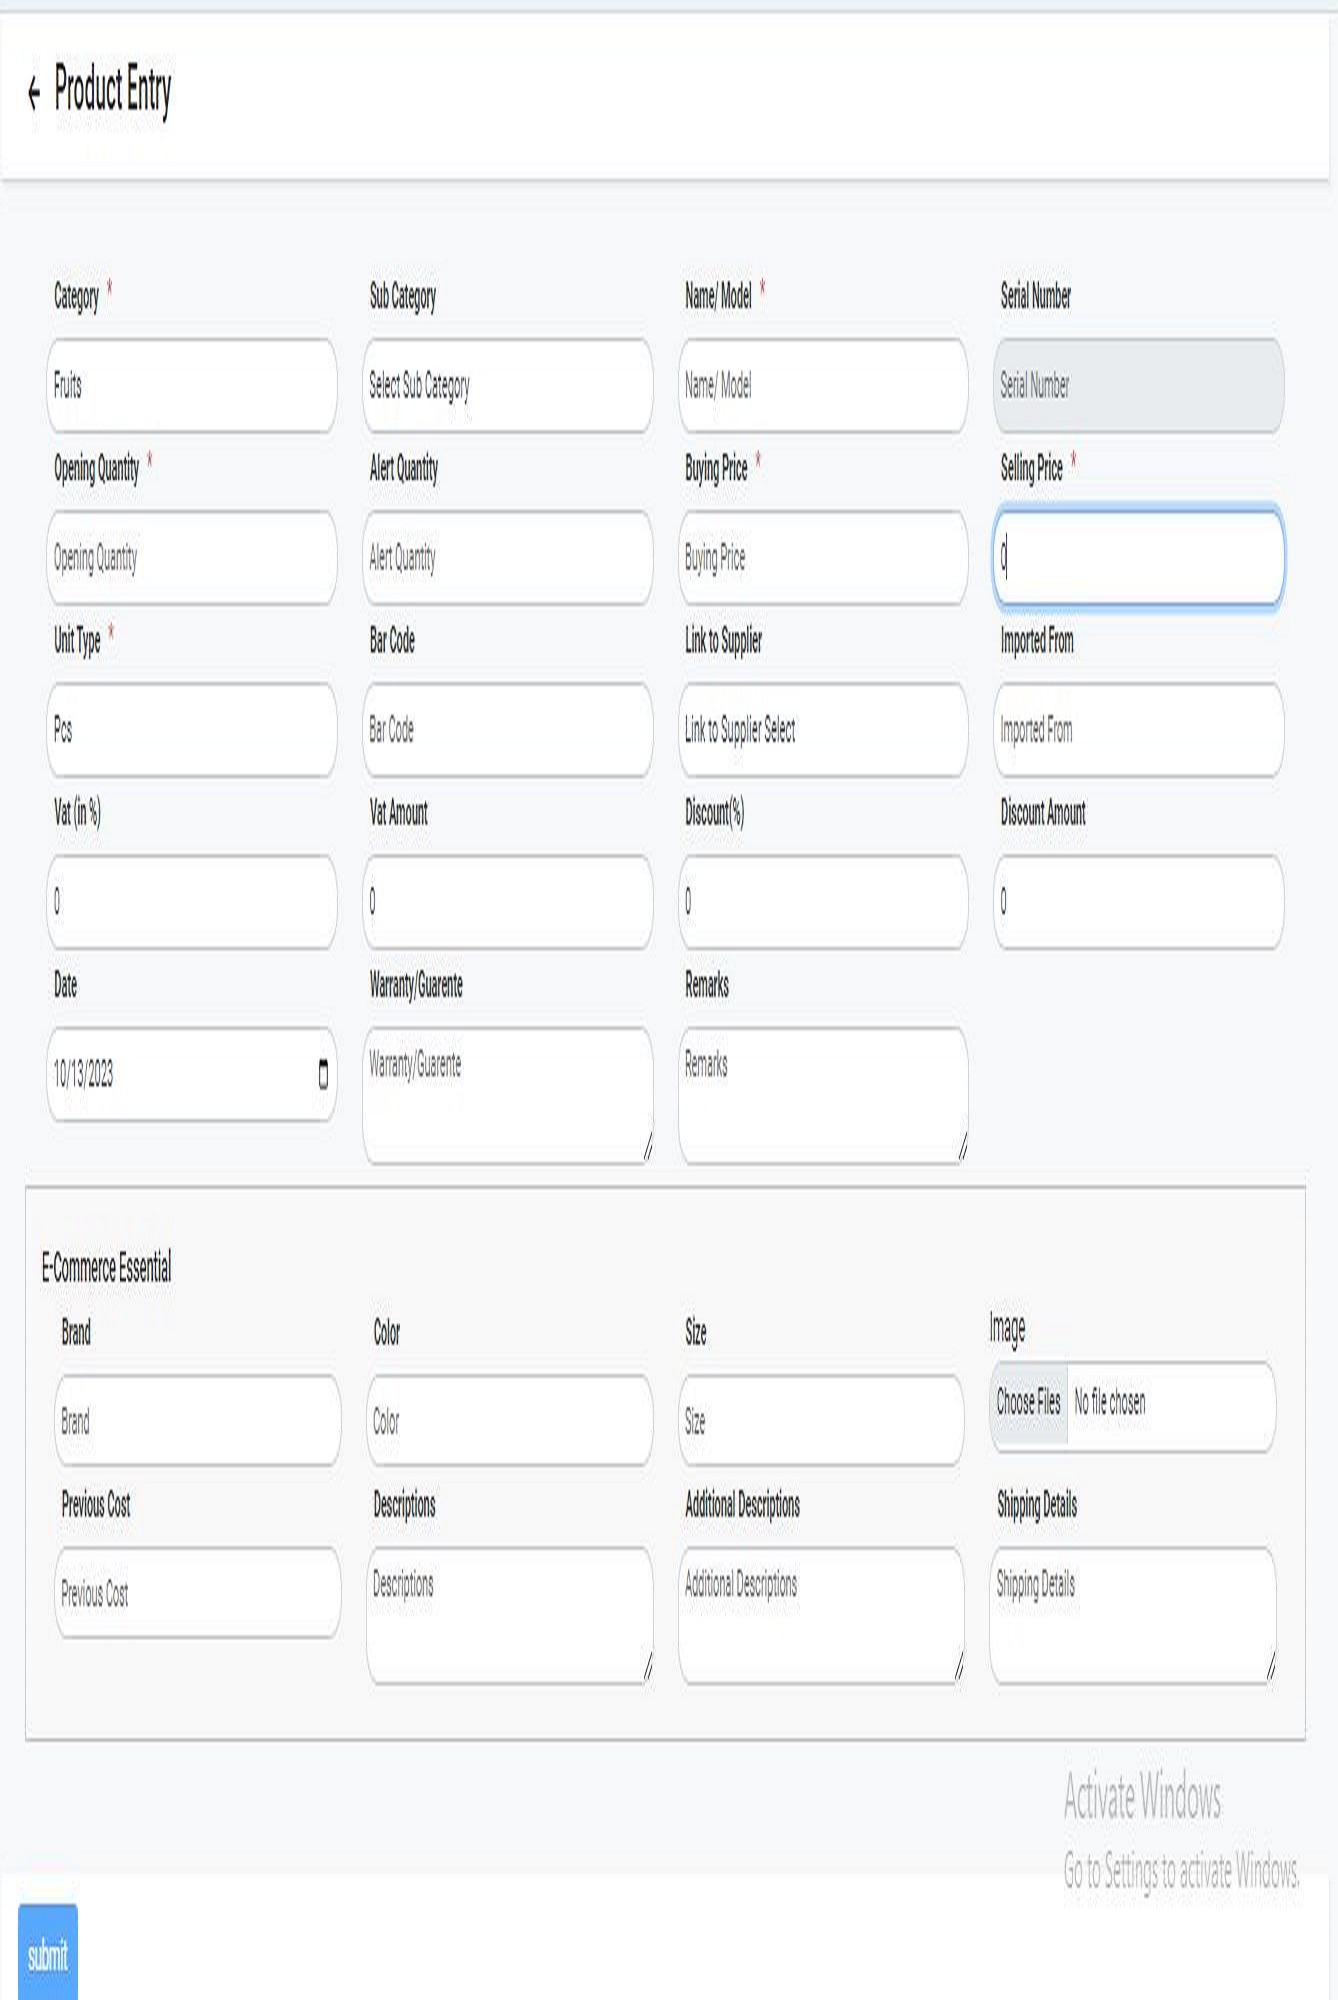 ← Product Entry
Category * Sub Category Name/ Model * Serial Number
Fruits Select Sub Category Name/ Model Serial Number
Opening Quantity * Alert Quantity Buying Price * Selling Price *
Opening Quantity Alert Quantity Buying Price 0
Unit Type * Bar Code Link to Supplier Imported From
Pcs Bar Code Link to Supplier Select Imported From
Vat (in %) Vat Amount Discount(%) Discount Amount
0 0 0 0
Date Warranty/Guarente Remarks
10/13/2023 Warranty/Guarente Remarks
E-Commerce Essential
Brand Color Size Image
Brand Color Size Choose Files No file chosen
Previous Cost Descriptions Additional Descriptions Shipping Details
Previous Cost Descriptions Additional Descriptions Shipping Details
Activate Windows
Go to Settings to activate Windows.
submit